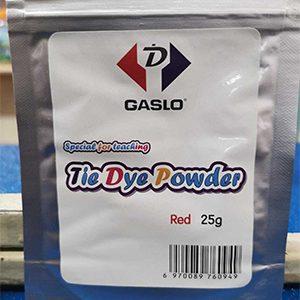 D
GASLO®
Special for teaching
Tie Dye Powder
Red 25g
6 970089 760949